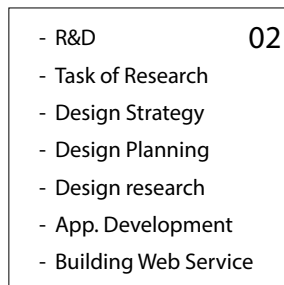 - R&D 02
- Task of Research
- Design Strategy
- Design Planning
- Design research
- App. Development
- Building Web Service